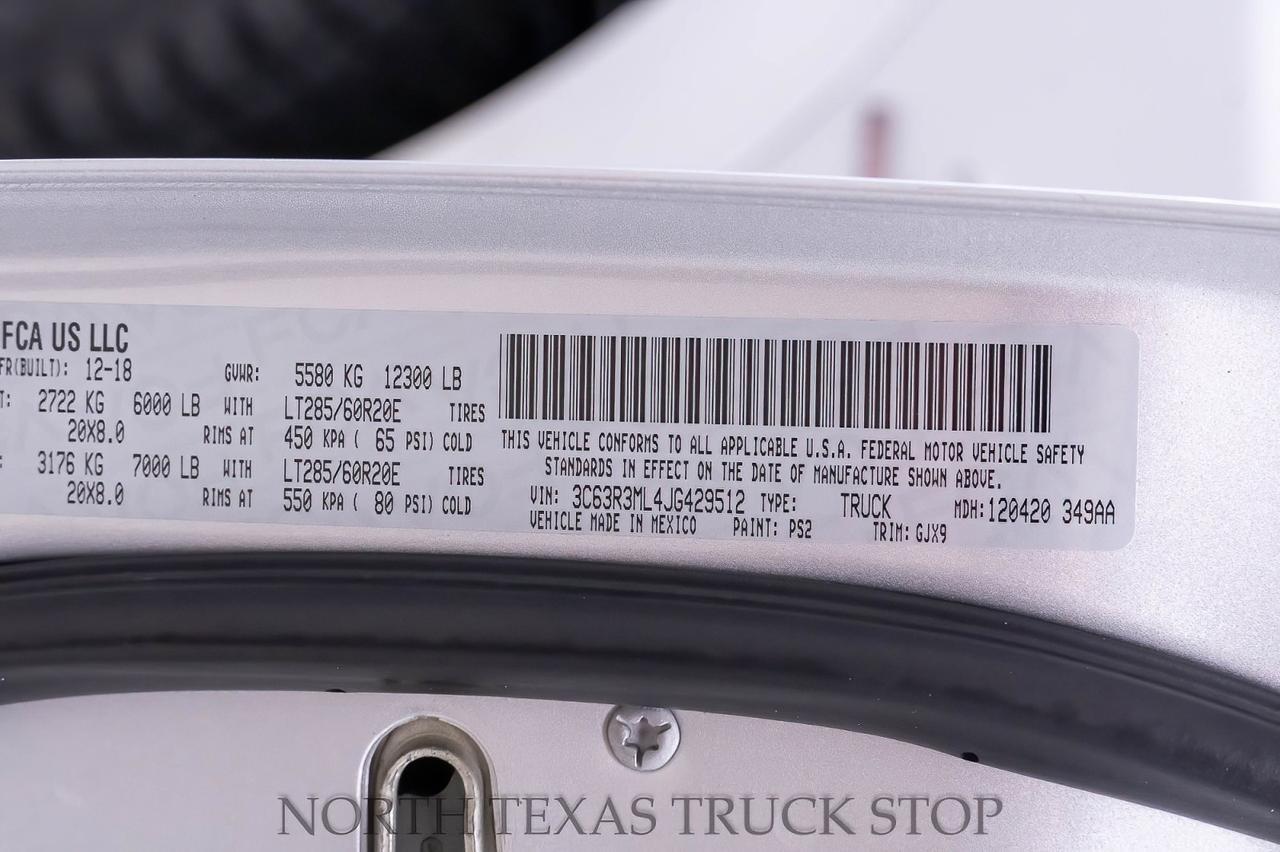 FCA US LLC
FR(BUILT): 12-18 GVWR: 5580 KG 12300 LB
T: 2722 KG 6000 LB WITH LT285/60R20E TIRES
20X8.0 RIMS AT 450 KPA ( 65 PSI) COLD
: 3176 KG 7000 LB WITH LT285/60R20E TIRES
20X8.0 RIMS AT 550 KPA ( 80 PSI) COLD
THIS VEHICLE CONFORMS TO ALL APPLICABLE U.S.A. FEDERAL MOTOR VEHICLE SAFETY
STANDARDS IN EFFECT ON THE DATE OF MANUFACTURE SHOWN ABOVE.
VIN: 3C63R3ML4JG429512 TYPE: TRUCK MDH: 120420 349AA
VEHICLE MADE IN MEXICO PAINT: PS2 TRIM: GJX9
NORTH TEXAS TRUCK STOP